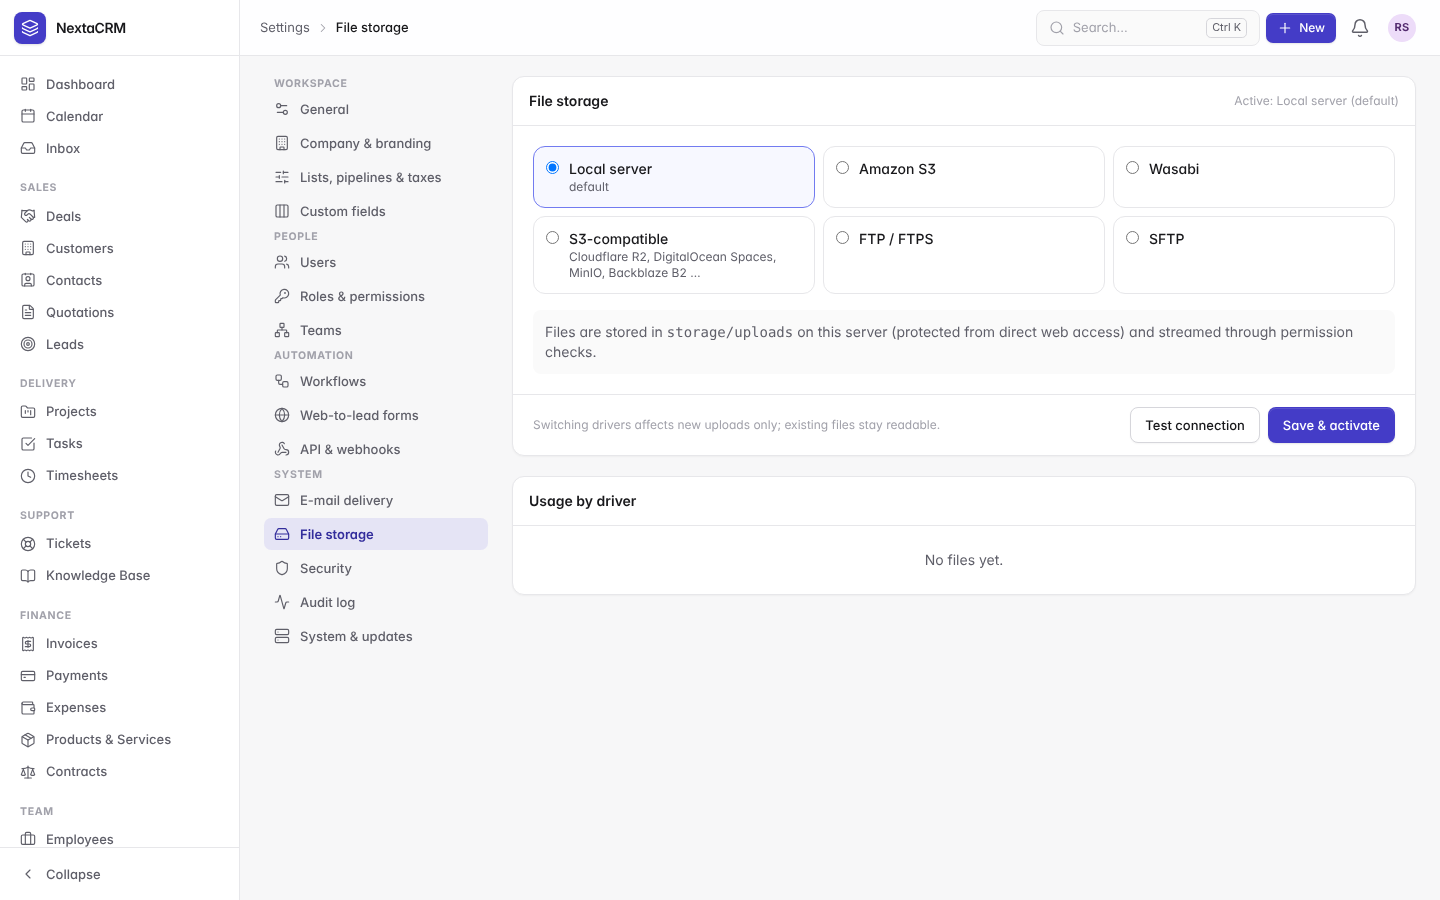 NextaCRM
Settings > File storage
Search...
Ctrl K
New
RS
Dashboard
Calendar
Inbox
SALES
Deals
Customers
Contacts
Quotations
Leads
DELIVERY
Projects
Tasks
Timesheets
SUPPORT
Tickets
Knowledge Base
FINANCE
Invoices
Payments
Expenses
Products & Services
Contracts
TEAM
Employees
Collapse
WORKSPACE
General
Company & branding
Lists, pipelines & taxes
Custom fields
PEOPLE
Users
Roles & permissions
Teams
AUTOMATION
Workflows
Web-to-lead forms
API & webhooks
SYSTEM
E-mail delivery
File storage
Security
Audit log
System & updates
File storage
Active: Local server (default)
Local server
default
Amazon S3
Wasabi
S3-compatible
Cloudflare R2, DigitalOcean Spaces,
MinIO, Backblaze B2 ...
FTP / FTPS
SFTP
Files are stored in storage/uploads on this server (protected from direct web access) and streamed through permission
checks.
Switching drivers affects new uploads only; existing files stay readable.
Test connection
Save & activate
Usage by driver
No files yet.